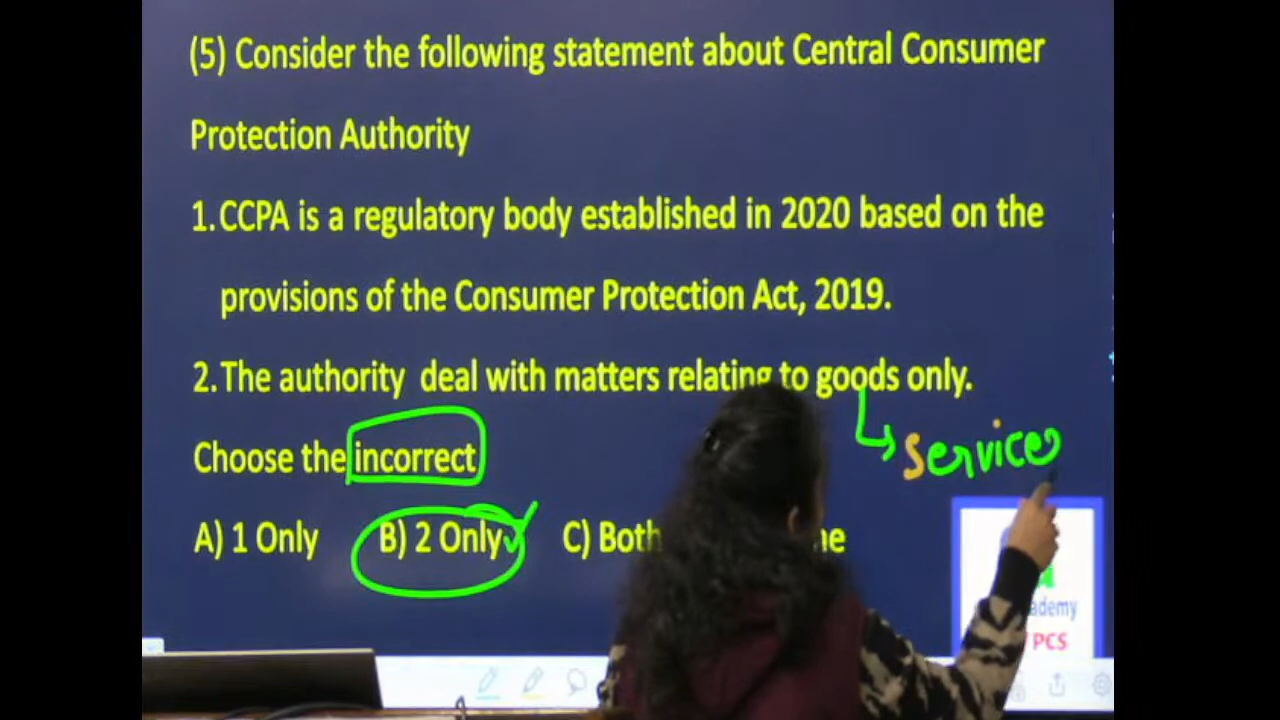 (5) Consider the following statement about Central Consumer
Protection Authority
1. CCPA is a regulatory body established in 2020 based on the
provisions of the Consumer Protection Act, 2019.
2. The authority deal with matters relating to goods only.
Services
Choose the incorrect
A) 1 Only B) 2 Only C) Both
PCS